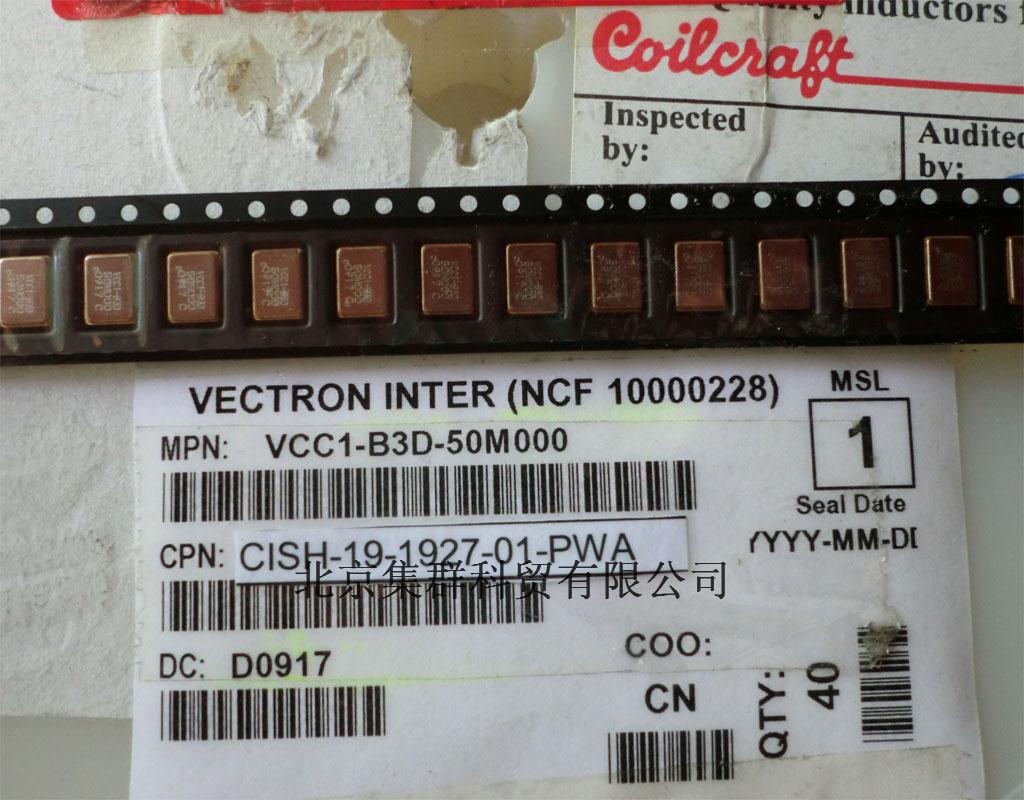 Quality Inductors
Coilcraft
Inspected
by:
Audited
by:
VECTRON INTER (NCF 10000228)
MSL
1
MPN: VCC1-B3D-50M000
Seal Date
YYYY-MM-DD
CPN: CISH-19-1927-01-PWA
北京集群科贸有限公司
DC: D0917
COO:
CN
QTY: 40